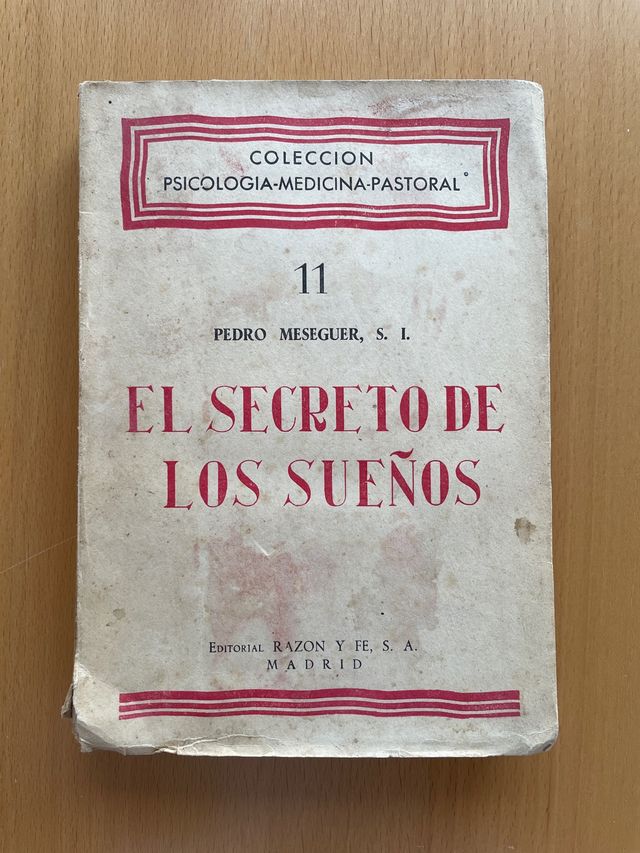 COLECCION
PSICOLOGIA-MEDICINA-PASTORAL
11
PEDRO MESEGUER, S. I.
EL SECRETO DE
LOS SUEÑOS
EDITORIAL RAZON Y FE, S. A.
MADRID